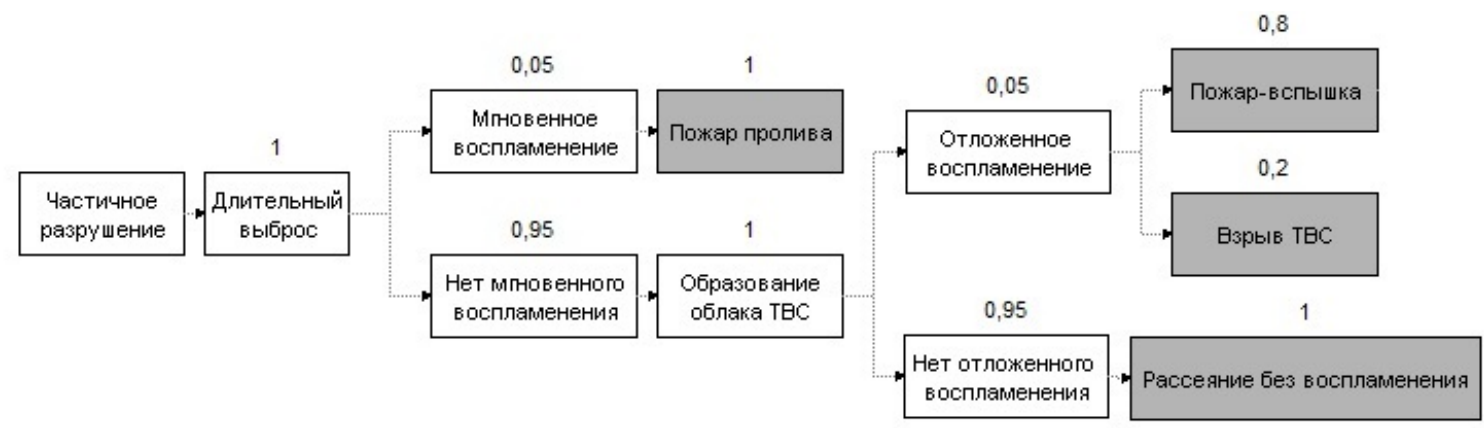 0,8
Пожар-вспышка
0,05
Мгновенное
воспламенение
1
Пожар пролива
0,05
Отложенное
воспламенение
1
Частичное
разрушение
Длительный
выброс
0,2
Взрыв ТВС
0,95
Нет мгновенного
воспламенения
1
Образование
облака ТВС
0,95
Нет отложенного
воспламенения
1
Рассеяние без воспламенения